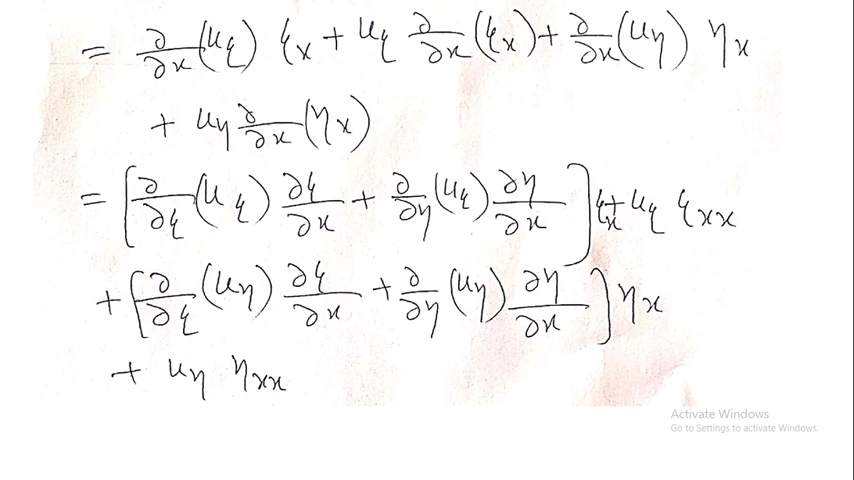 = ∂/∂x (u_ξ) ξ_x + u_ξ ∂/∂x (ξ_x) + ∂/∂x (u_η) η_x
+ u_η ∂/∂x (η_x)
= [∂/∂ξ (u_ξ) ∂ξ/∂x + ∂/∂η (u_ξ) ∂η/∂x] ξ_x + u_ξ ξ_xx
+ [∂/∂ξ (u_η) ∂ξ/∂x + ∂/∂η (u_η) ∂η/∂x] η_x
+ u_η η_xx
Activate Windows
Go to Settings to activate Windows.